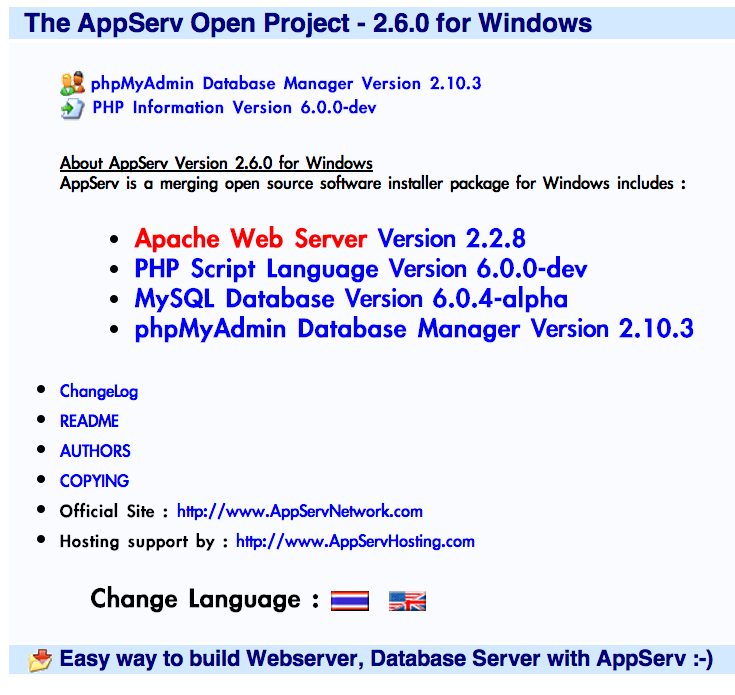 The AppServ Open Project - 2.6.0 for Windows
phpMyAdmin Database Manager Version 2.10.3
PHP Information Version 6.0.0-dev
About AppServ Version 2.6.0 for Windows
AppServ is a merging open source software installer package for Windows includes :
Apache Web Server Version 2.2.8
PHP Script Language Version 6.0.0-dev
MySQL Database Version 6.0.4-alpha
phpMyAdmin Database Manager Version 2.10.3
ChangeLog
README
AUTHORS
COPYING
Official Site : http://www.AppServNetwork.com
Hosting support by : http://www.AppServHosting.com
Change Language :
Easy way to build Webserver, Database Server with AppServ :-)